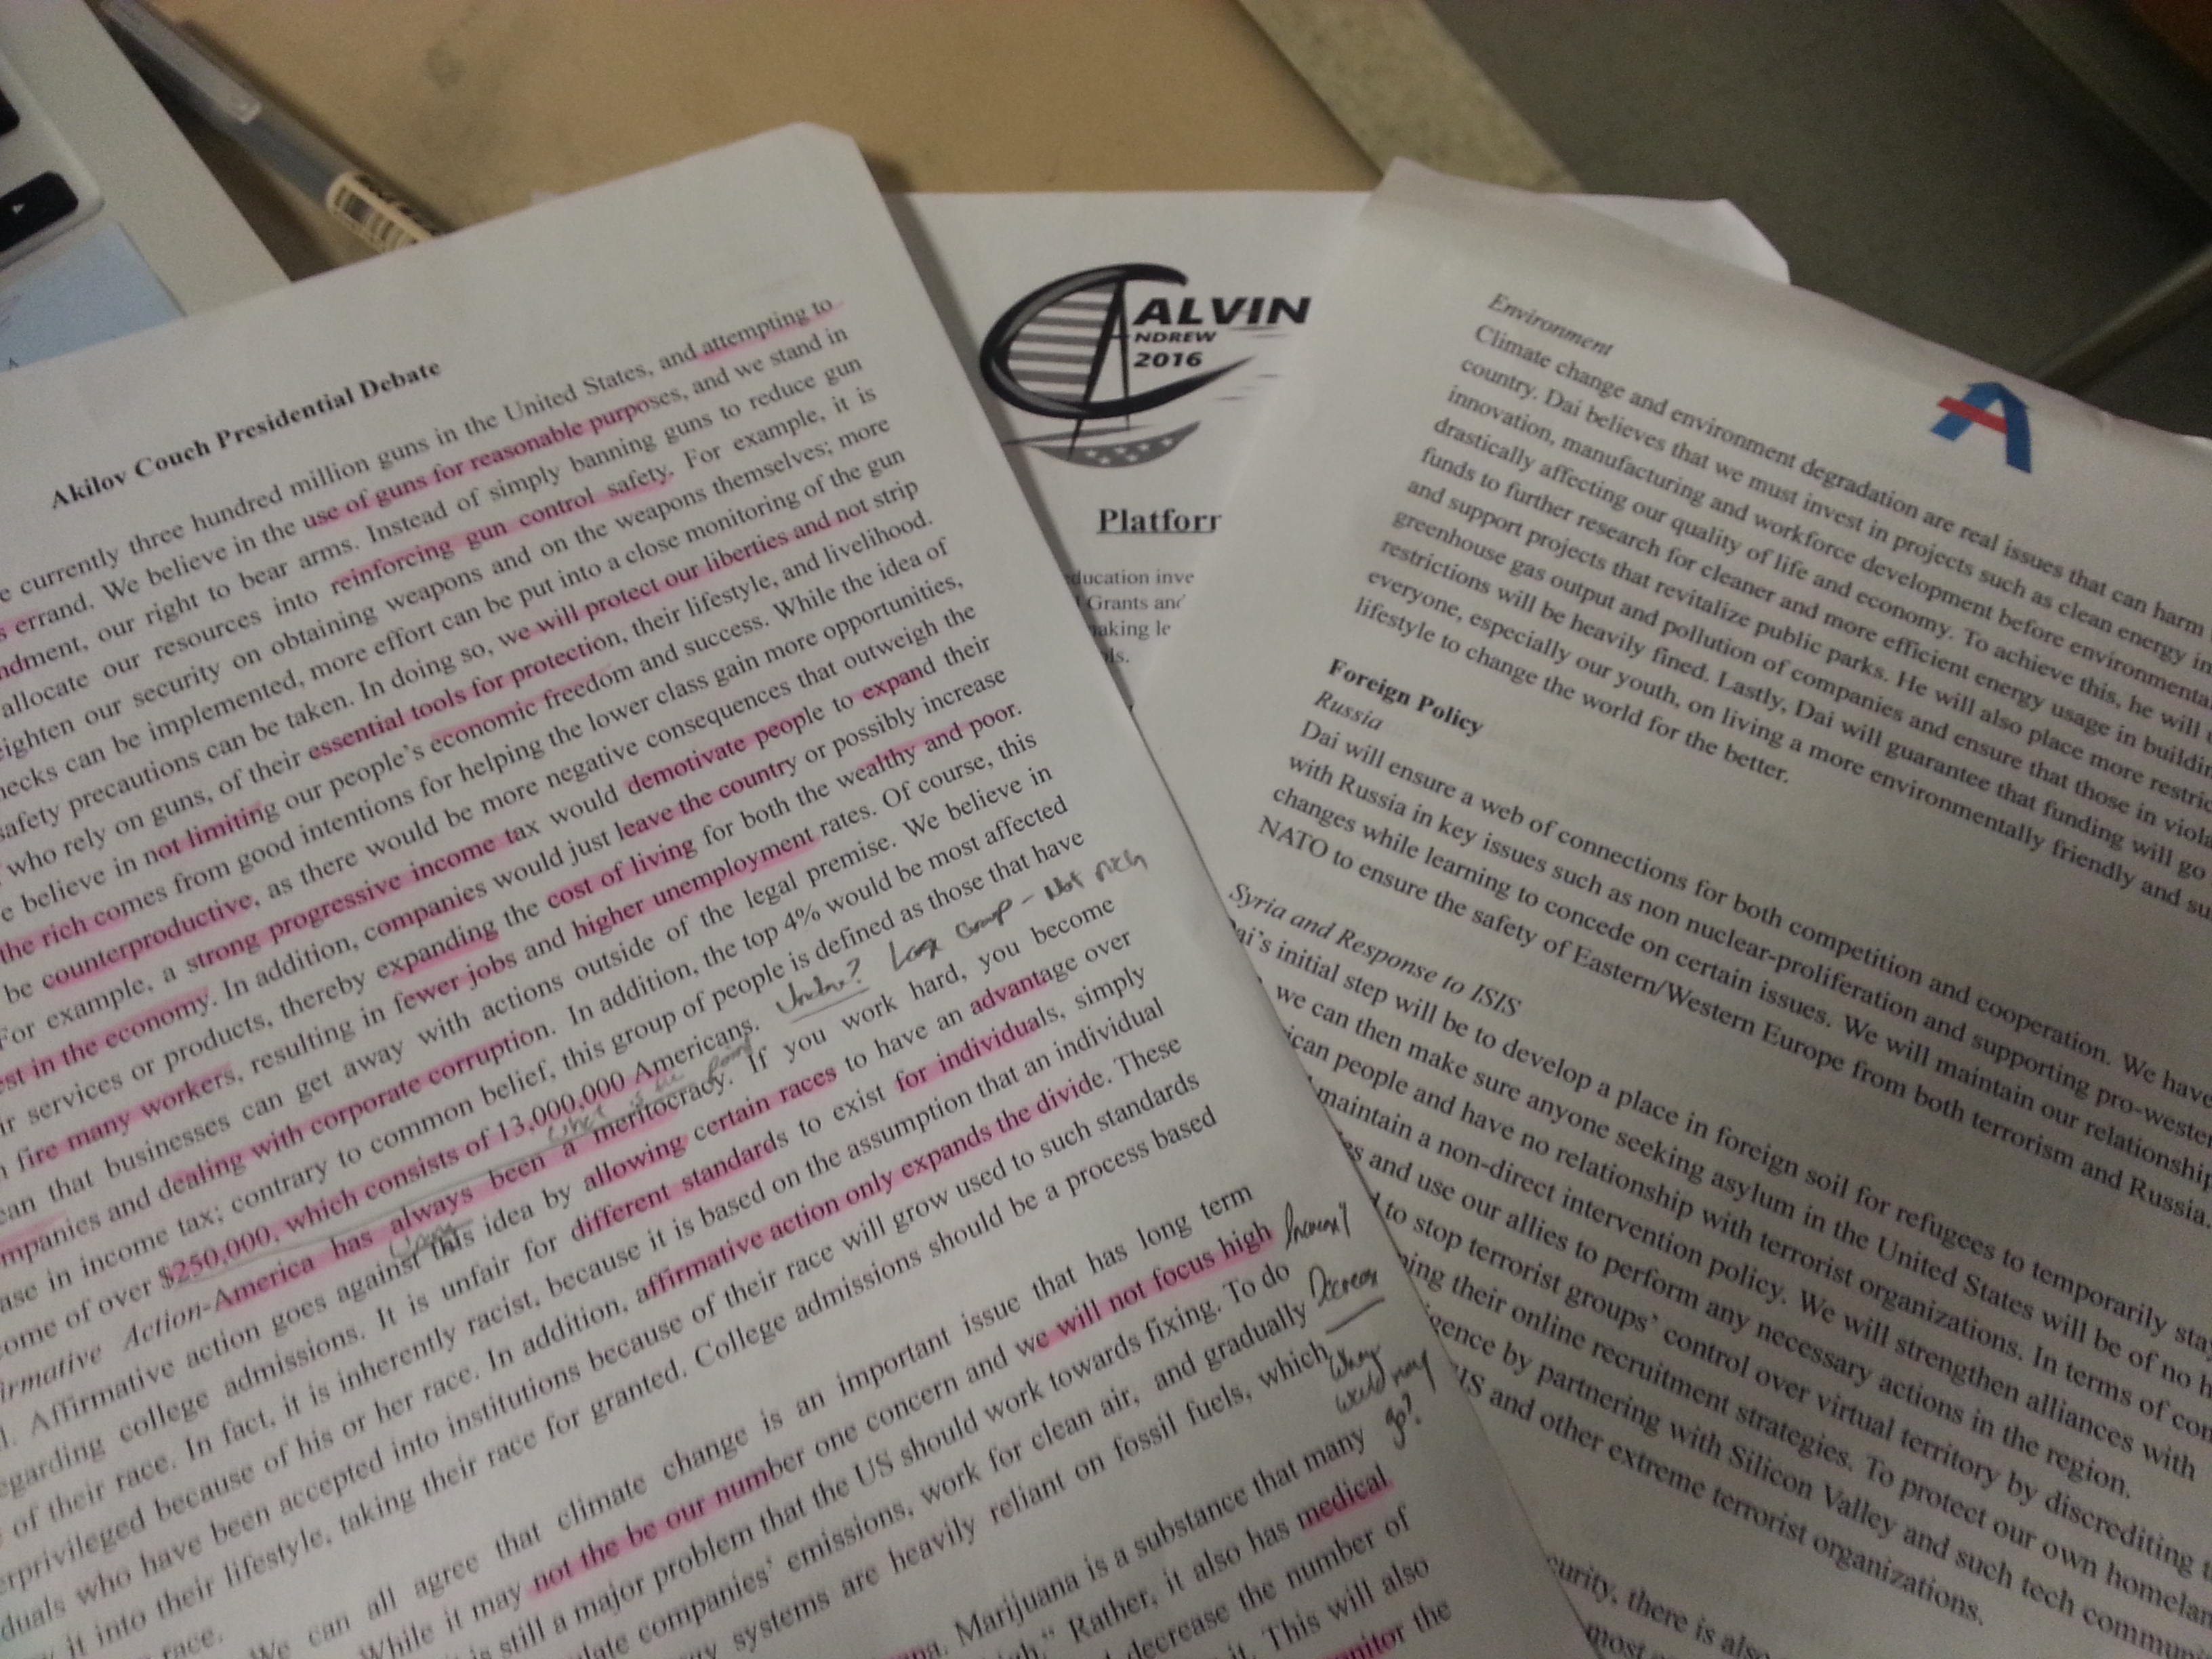 Akilov Couch Presidential Debate
currently three hundred million guns in the United States, and attempting to
errand. We believe in the use of guns for reasonable purposes, and we stand in
ndment, our right to bear arms. Instead of simply banning guns to reduce gun
allocate our resources into reinforcing gun control safety. For example, it is
eighten our security on obtaining weapons and on the weapons themselves; more
hecks can be implemented, more effort can be put into a close monitoring of the gun
safety precautions can be taken. In doing so, we will protect our liberties and not strip
who rely on guns, of their essential tools for protection, their lifestyle, and livelihood.
e believe in not limiting our people's economic freedom and success. While the idea of
the rich comes from good intentions for helping the lower class gain more opportunities,
be counterproductive, as there would be more negative consequences that outweigh the
For example, a strong progressive income tax would demotivate people to expand their
est in the economy. In addition, companies would just leave the country or possibly increase
ir services or products, thereby expanding the cost of living for both the wealthy and poor.
fire many workers, resulting in fewer jobs and higher unemployment rates. Of course, this
ean that businesses can get away with actions outside of the legal premise. We believe in
mpanies and dealing with corporate corruption. In addition, the top 4% would be most affected
ase in income tax; contrary to common belief, this group of people is defined as those that have
come of over $250,000, which consists of 13,000,000 Americans.
Group - Not rich
irmative Action-America has always been a meritocracy. If you work hard, you become
l. Affirmative action goes against this idea by allowing certain races to have an advantage over
egarding college admissions. It is unfair for different standards to exist for individuals, simply
of their race. In fact, it is inherently racist, because it is based on the assumption that an individual
erprivileged because of his or her race. In addition, affirmative action only expands the divide. These
duals who have been accepted into institutions because of their race will grow used to such standards
it into their lifestyle, taking their race for granted. College admissions should be a process based
race.
We can all agree that climate change is an important issue that has long term
While it may not the be our number one concern and we will not focus high
is still a major problem that the US should work towards fixing. To do
late companies' emissions, work for clean air, and gradually Decrease
systems are heavily reliant on fossil fuels, which
would money
go?
na. Marijuana is a substance that many
" Rather, it also has medical
decrease the number of
it. This will also
onitor the
CALVIN
ANDREW
2016
Platfor
ducation inve
Grants and
aking le
ls.
A
Environment
Climate change and environment degradation are real issues that can harm
country. Dai believes that we must invest in projects such as clean energy in
innovation, manufacturing and workforce development before environmental
drastically affecting our quality of life and economy. To achieve this, he will u
funds to further research for cleaner and more efficient energy usage in buildin
and support projects that revitalize public parks. He will also place more restric
greenhouse gas output and pollution of companies and ensure that those in viola
restrictions will be heavily fined. Lastly, Dai will guarantee that funding will go
everyone, especially our youth, on living a more environmentally friendly and su
lifestyle to change the world for the better.
Foreign Policy
Russia
Dai will ensure a web of connections for both competition and cooperation. We have
with Russia in key issues such as non nuclear-proliferation and supporting pro-wester
changes while learning to concede on certain issues. We will maintain our relationship
NATO to ensure the safety of Eastern/Western Europe from both terrorism and Russia.
Syria and Response to ISIS
Dai's initial step will be to develop a place in foreign soil for refugees to temporarily stay
we can then make sure anyone seeking asylum in the United States will be of no h
ican people and have no relationship with terrorist organizations. In terms of con
maintain a non-direct intervention policy. We will strengthen alliances with
es and use our allies to perform any necessary actions in the region.
to stop terrorist groups' control over virtual territory by discrediting t
ing their online recruitment strategies. To protect our own homelan
igence by partnering with Silicon Valley and such tech communi
IS and other extreme terrorist organizations.
curity, there is also
most